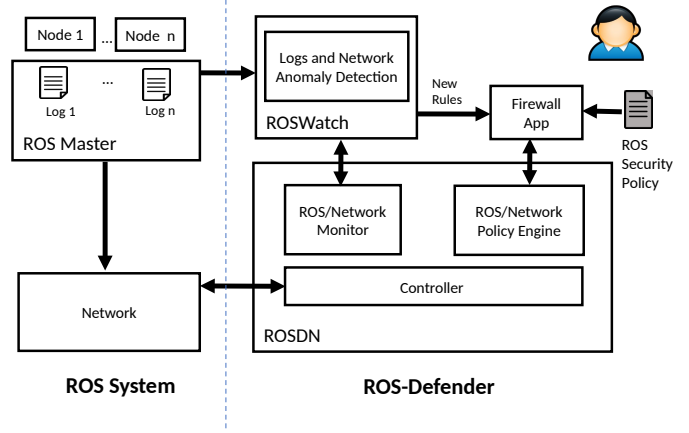 Node 1
...
Node n
...
Log 1
Log n
ROS Master
Network
ROS System
Logs and Network
Anomaly Detection
ROSWatch
New
Rules
Firewall
App
ROS
Security
Policy
ROS/Network
Monitor
ROS/Network
Policy Engine
Controller
ROSDN
ROS-Defender